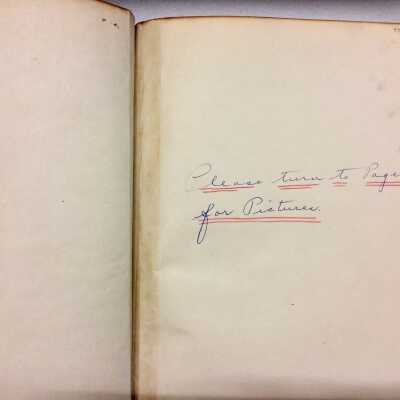 Please turn to Page
for Pictures.